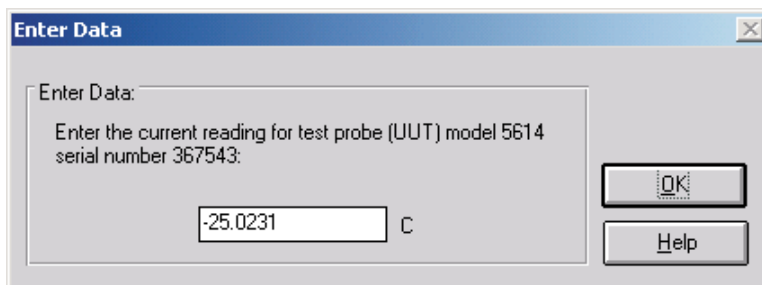 Enter Data
Enter Data:
Enter the current reading for test probe (UUT) model 5614
serial number 367543:
-25.0231 C
OK
Help